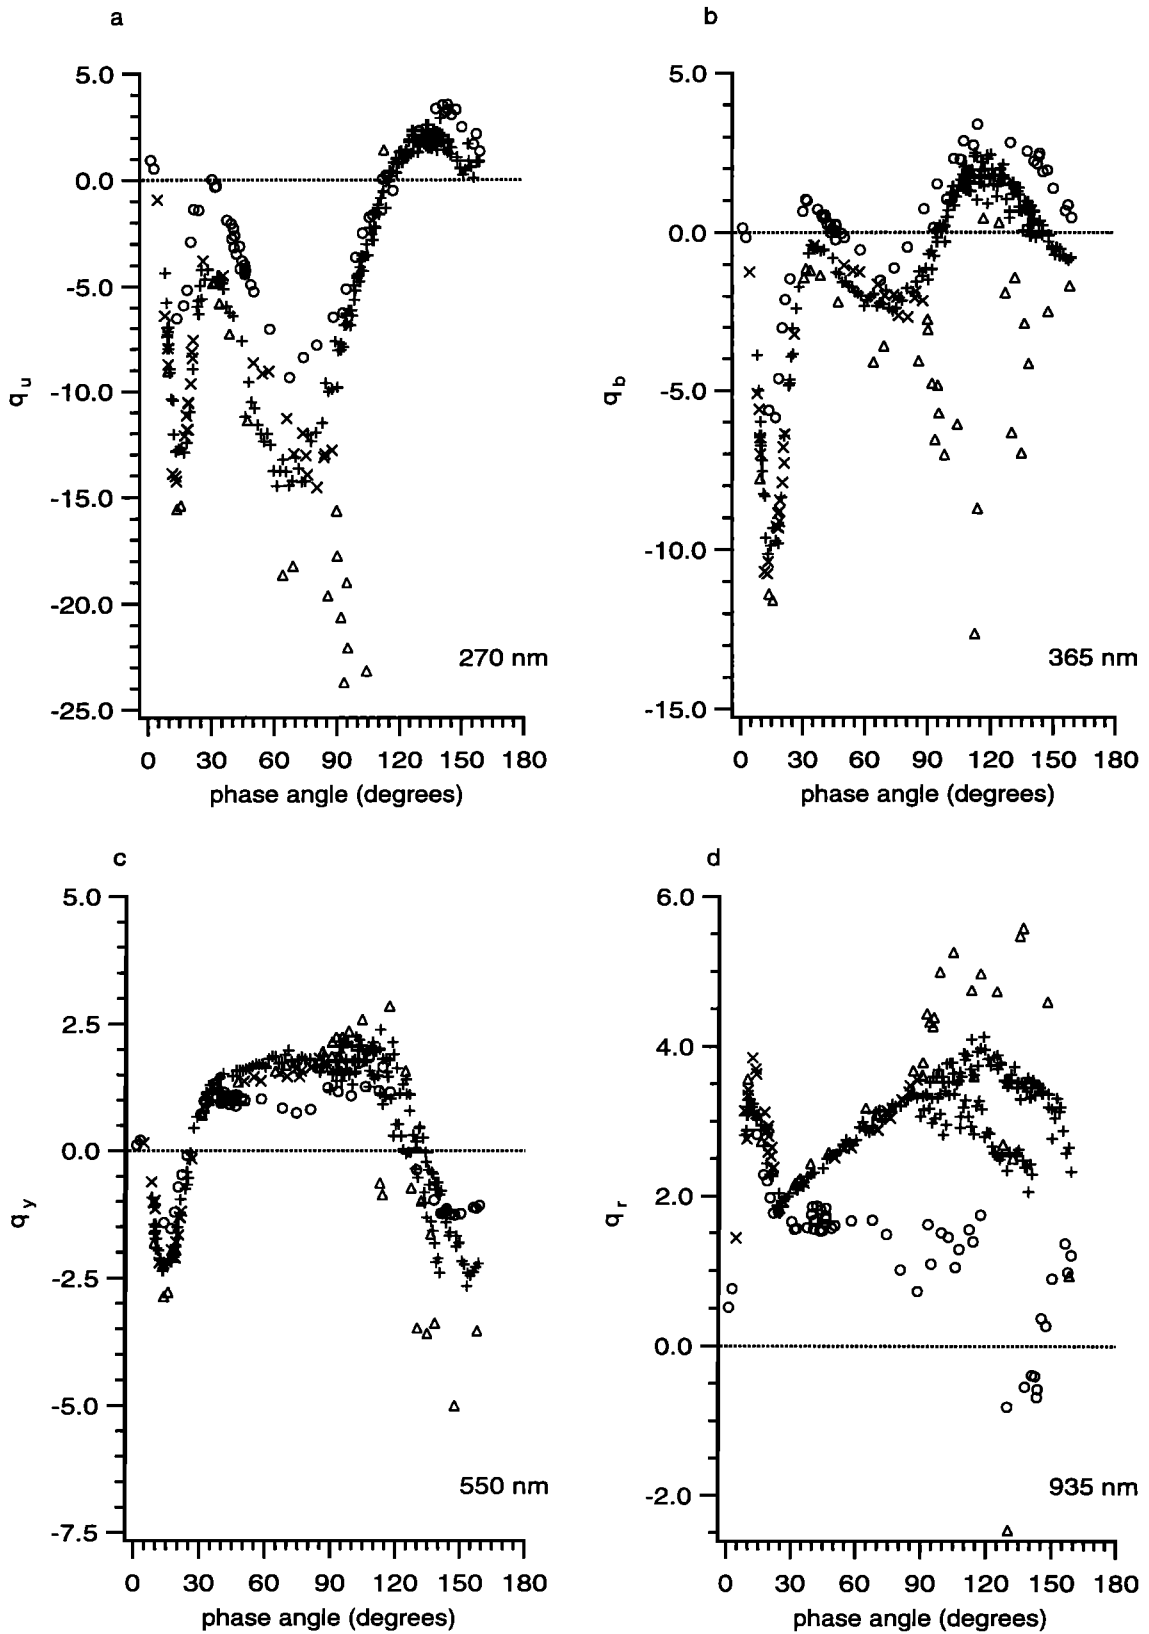 a
5.0
0.0
-5.0
-10.0
-15.0
-20.0
-25.0
q u
270 nm
0 30 60 90 120 150 180
phase angle (degrees)
b
5.0
0.0
-5.0
-10.0
-15.0
q b
365 nm
0 30 60 90 120 150 180
phase angle (degrees)
c
5.0
2.5
0.0
-2.5
-5.0
-7.5
q y
550 nm
0 30 60 90 120 150 180
phase angle (degrees)
d
6.0
4.0
2.0
0.0
-2.0
q r
935 nm
0 30 60 90 120 150 180
phase angle (degrees)